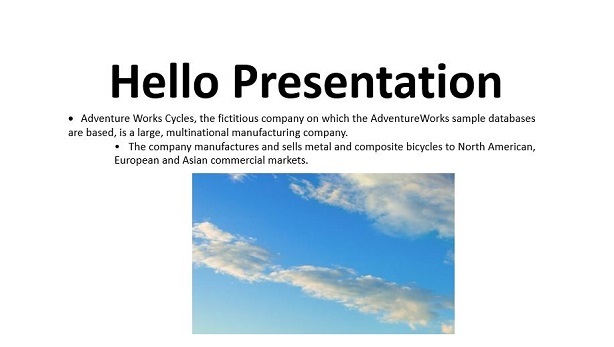 Hello Presentation
• Adventure Works Cycles, the fictitious company on which the AdventureWorks sample databases
are based, is a large, multinational manufacturing company.
• The company manufactures and sells metal and composite bicycles to North American,
European and Asian commercial markets.